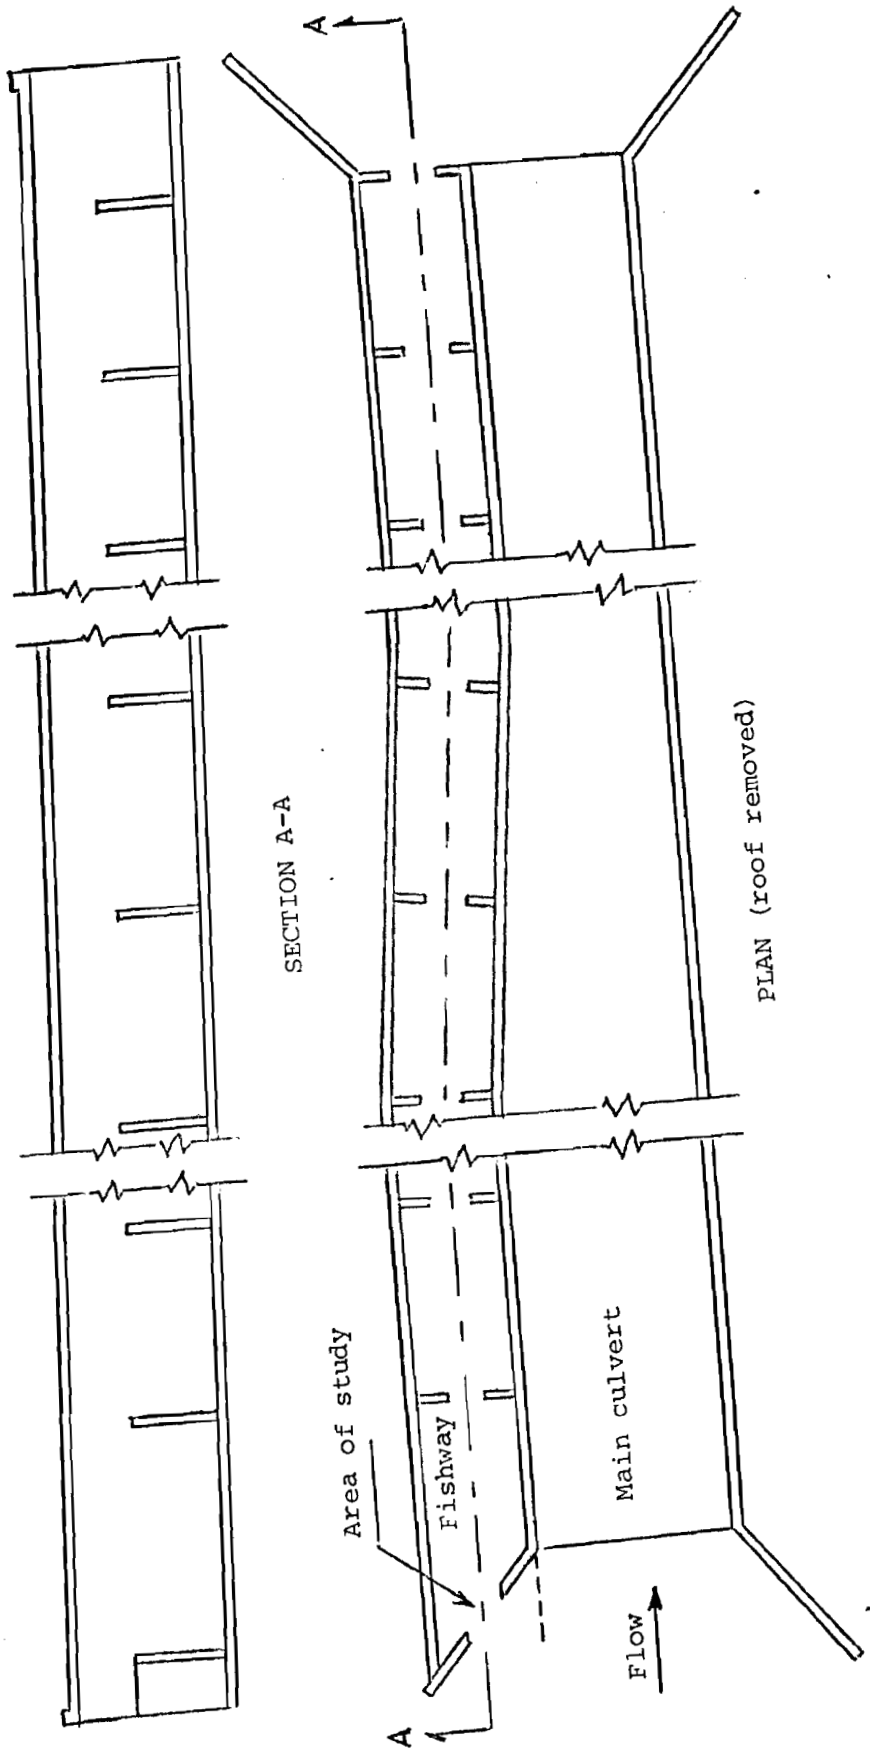 A
A
SECTION A-A
Area of study
Fishway
Main culvert
Flow
PLAN (roof removed)